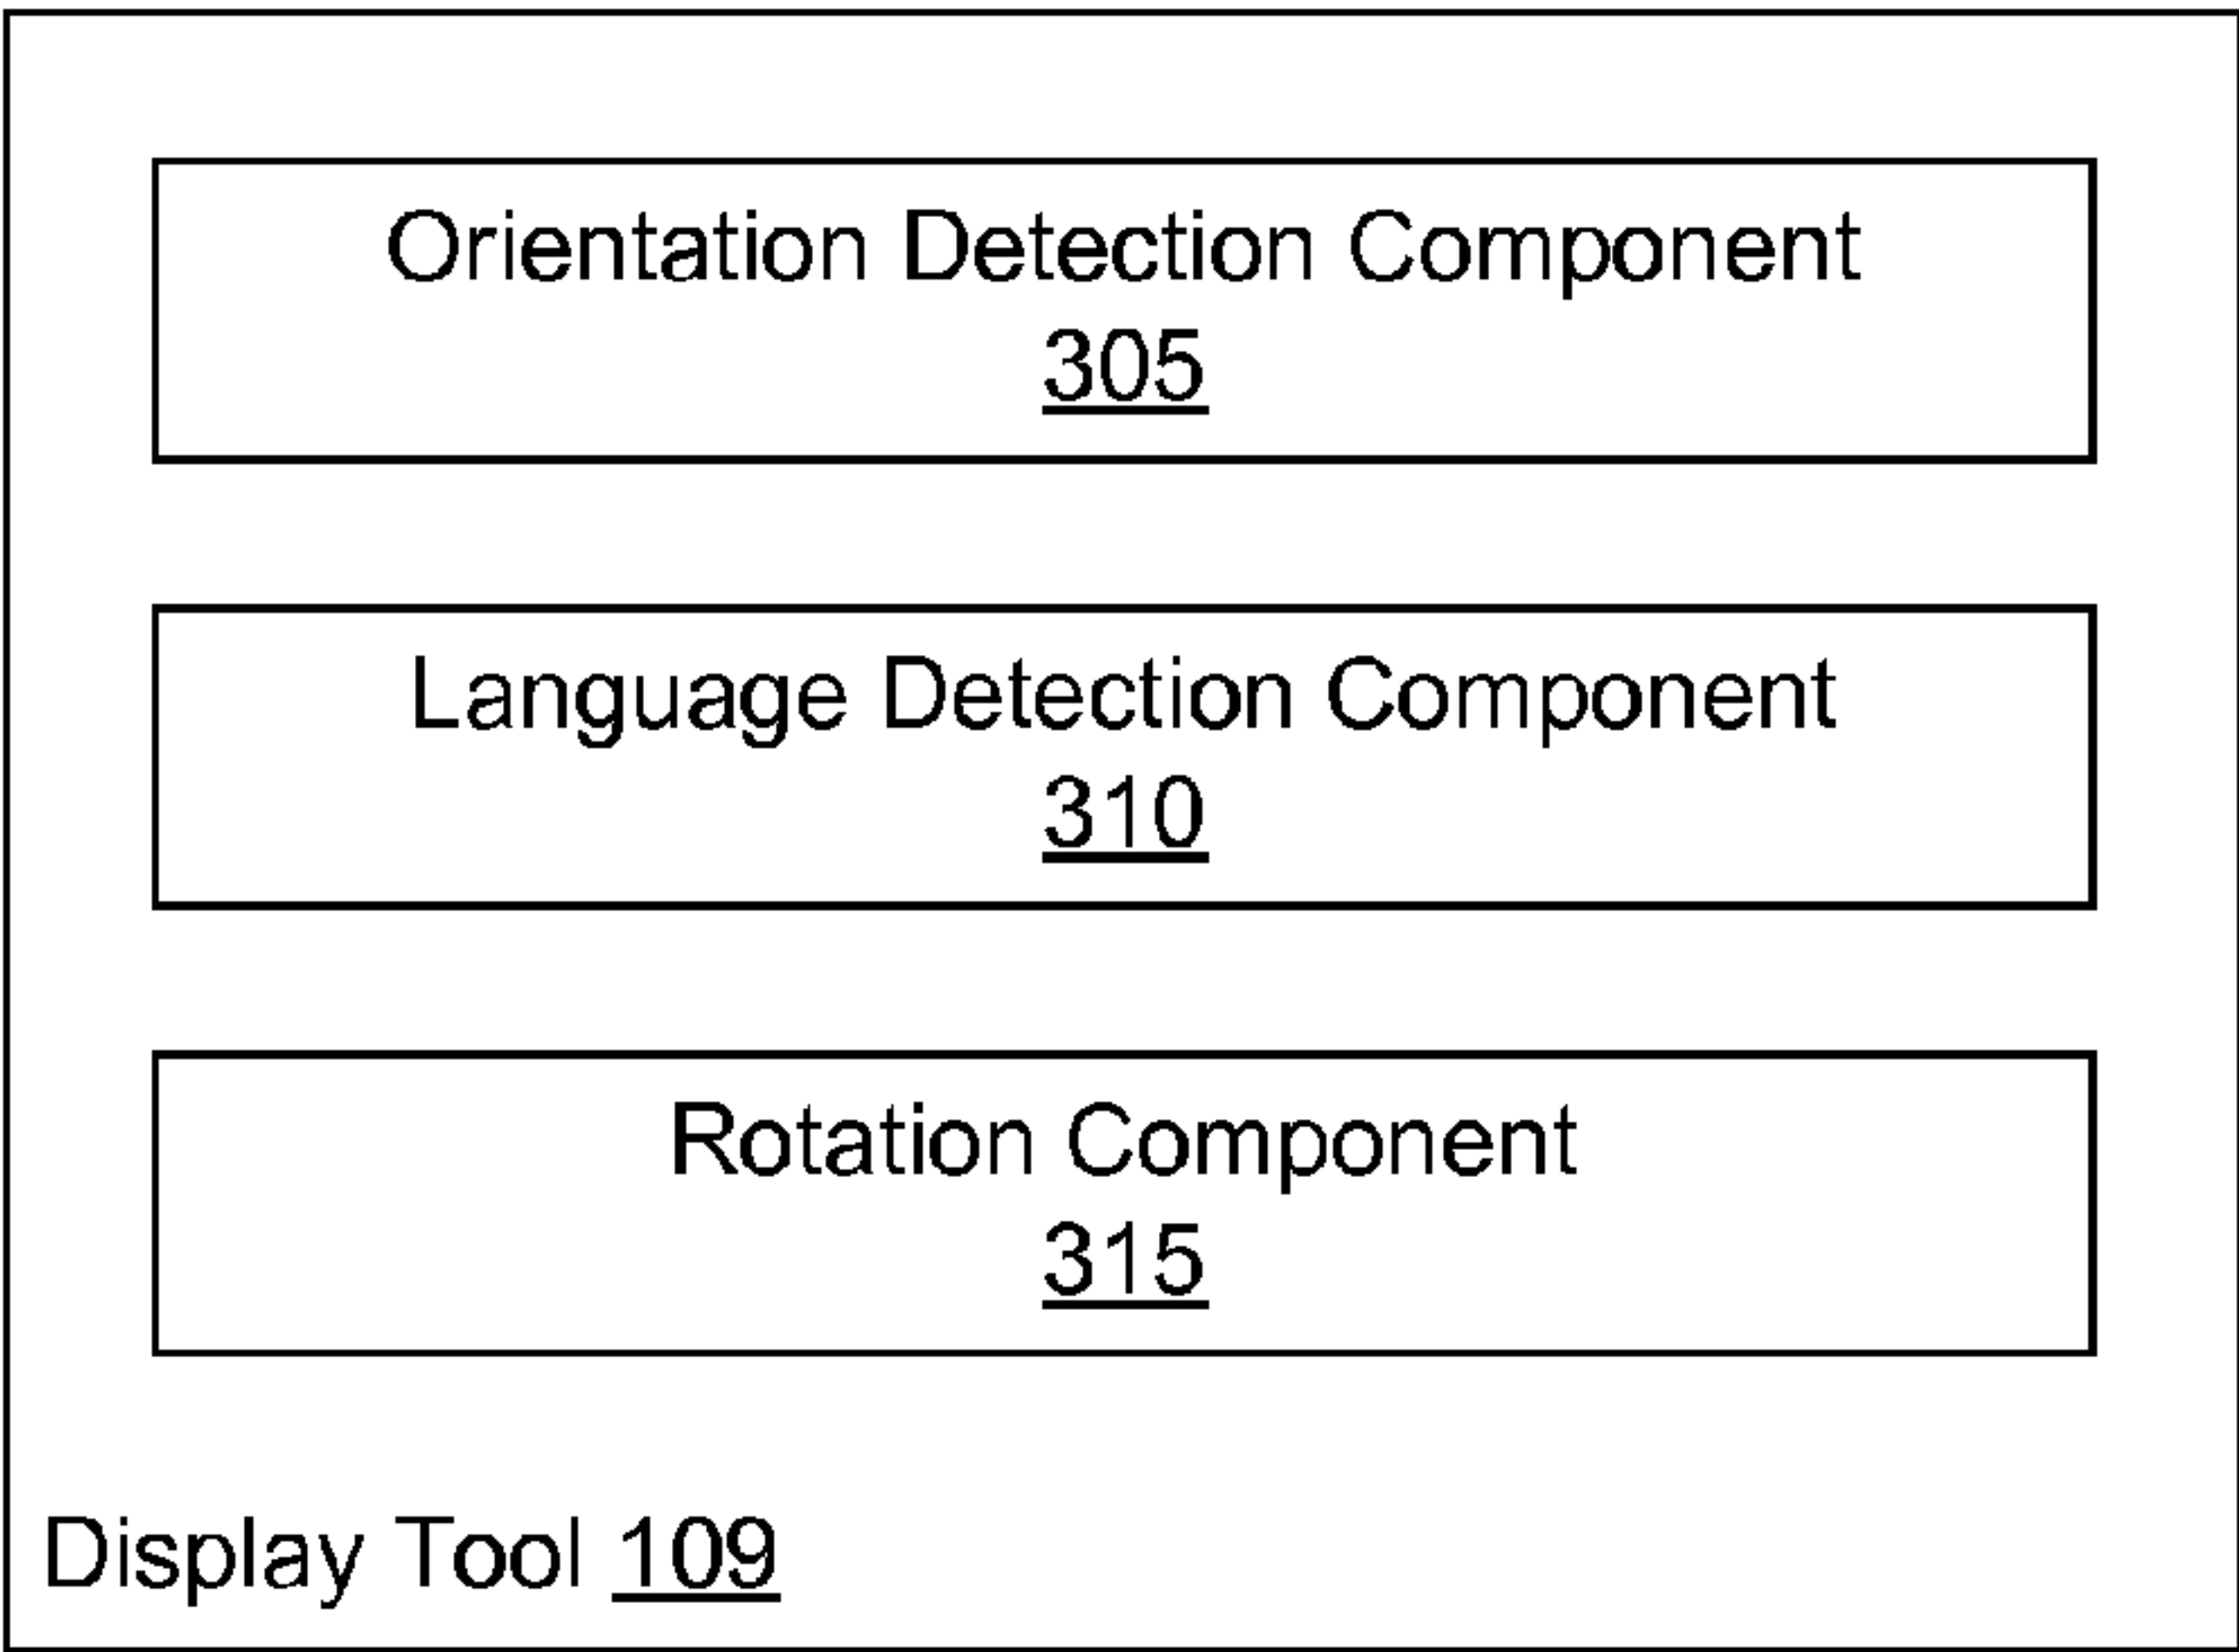 Orientation Detection Component
305
Language Detection Component
310
Rotation Component
315
Display Tool 109